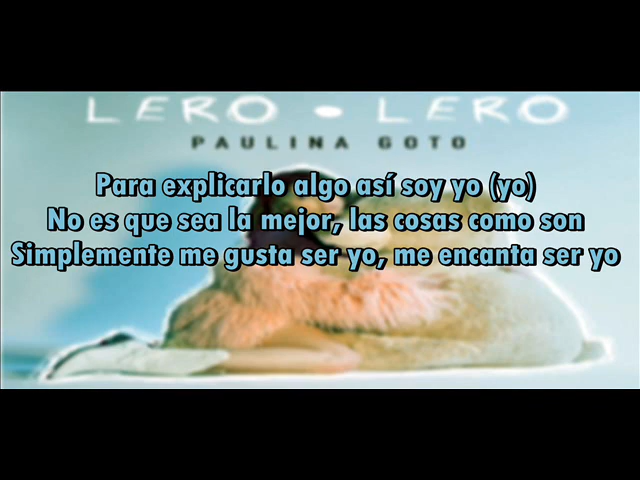 LERO • LERO
PAULINA GOTO
Para explicarlo algo así soy yo (yo)
No es que sea la mejor, las cosas como son
Simplemente me gusta ser yo, me encanta ser yo